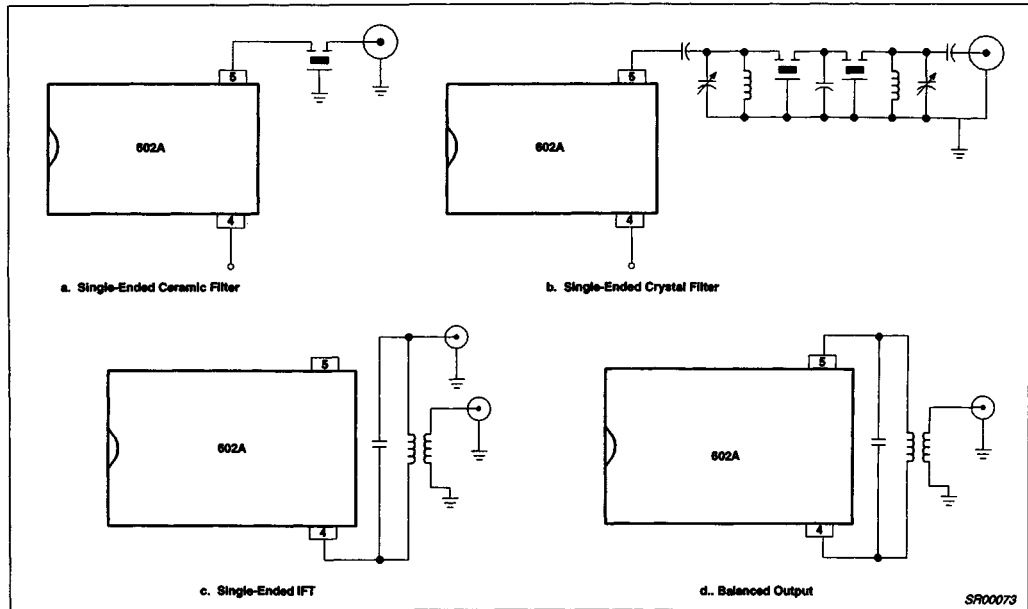 5
602A
4
a. Single-Ended Ceramic Filter
5
602A
4
b. Single-Ended Crystal Filter
5
602A
4
c. Single-Ended IFT
5
602A
4
d.. Balanced Output
SR00073